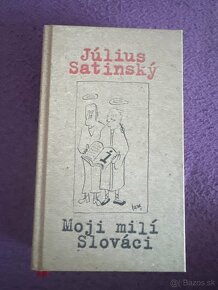 Július
Satinský
i
Moji milí
Slováci
Bazos.sk